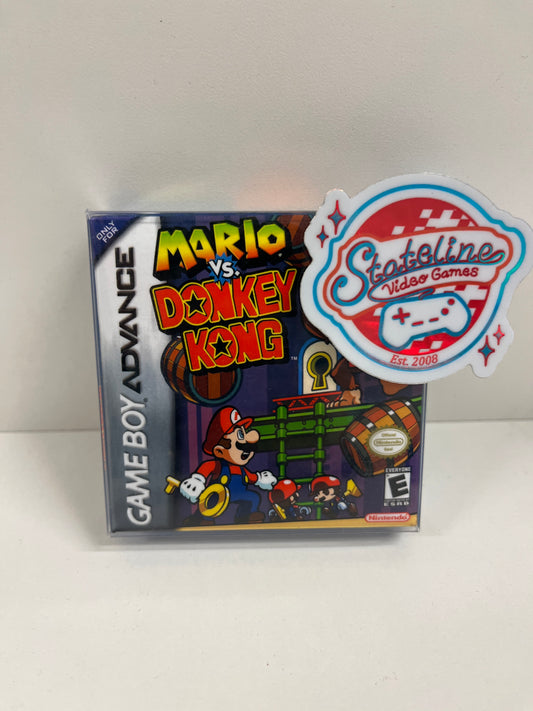 ONLY
FOR
GAME BOY ADVANCE
MARIO
VS.
DONKEY
KONG
TM
Stateline
Video Games
Est. 2008
Official
Nintendo
Seal
EVERYONE
E
ESRB
Nintendo